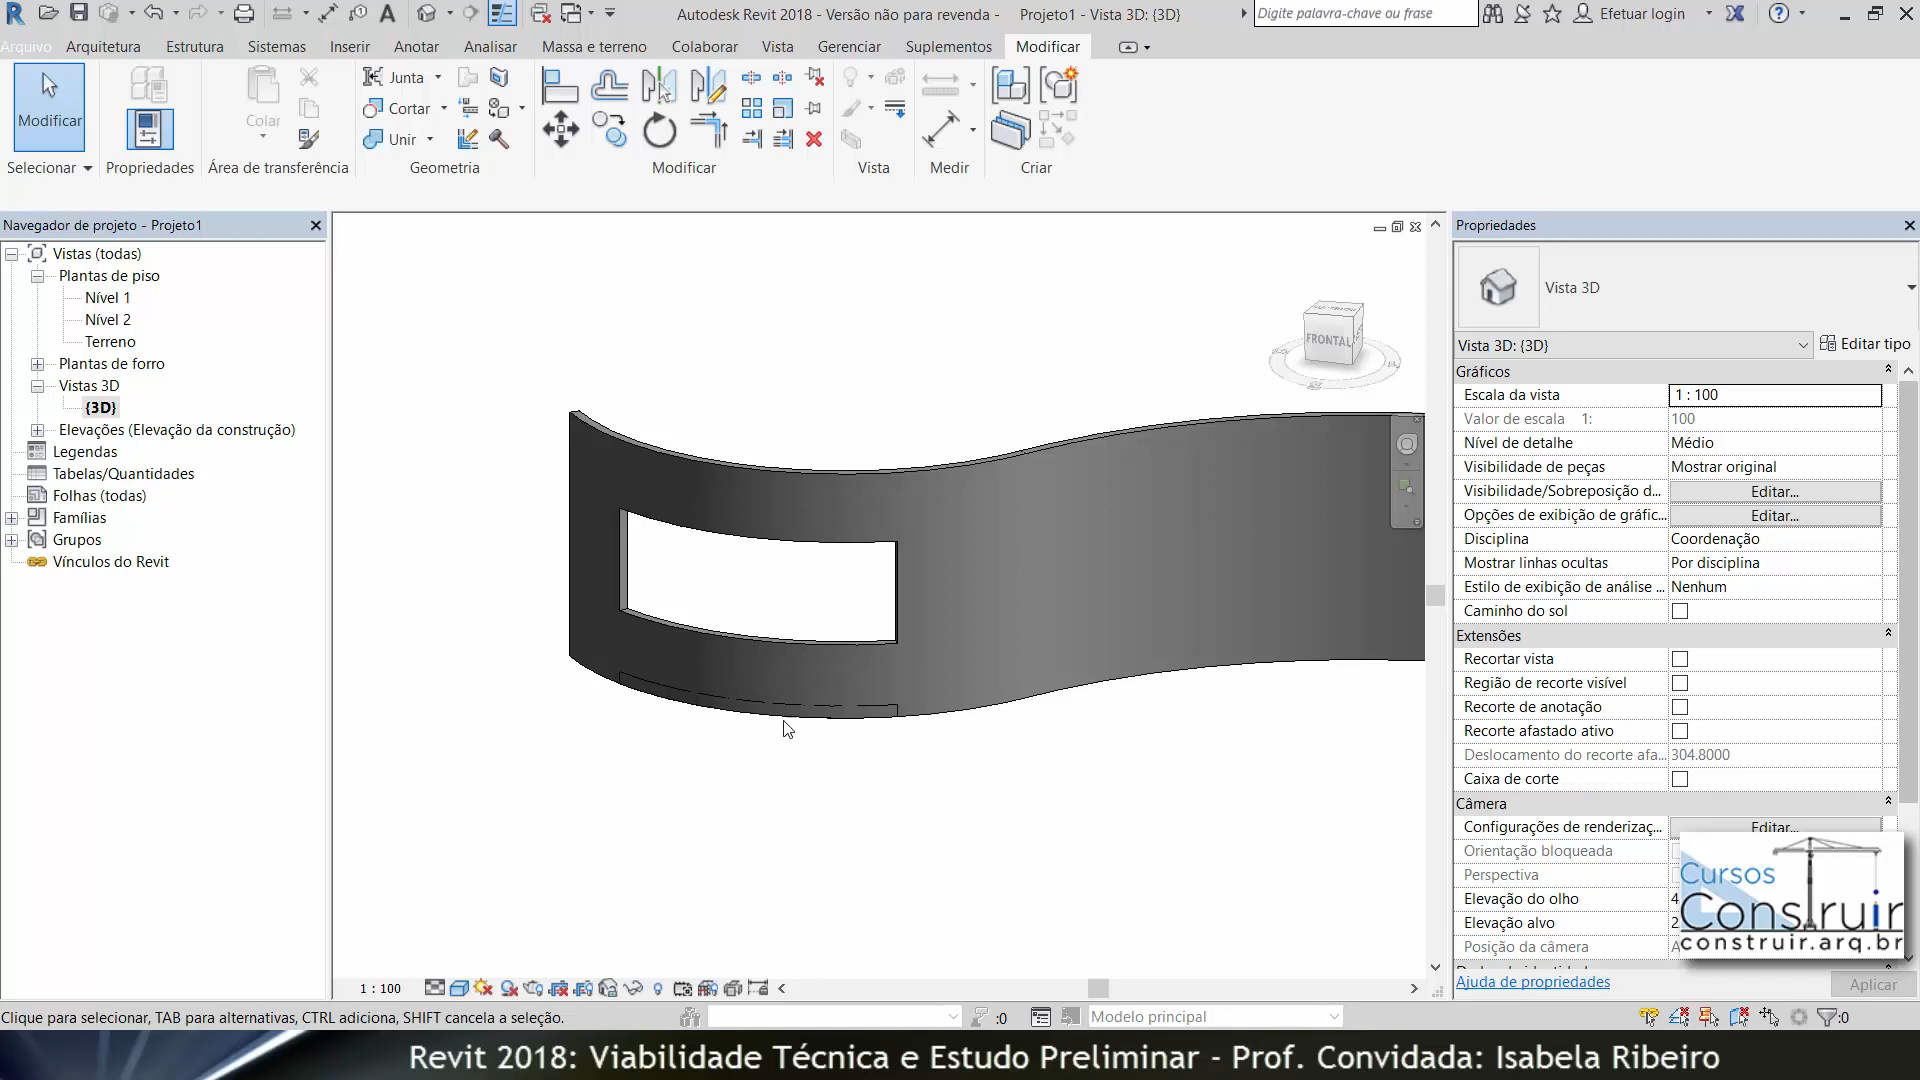 Autodesk Revit 2018 - Versão não para revenda - Projeto1 - Vista 3D: {3D}
Digite palavra-chave ou frase
Efetuar login
Arquivo Arquitetura Estrutura Sistemas Inserir Anotar Analisar Massa e terreno Colaborar Vista Gerenciar Suplementos Modificar
Modificar
Colar
Junta
Cortar
Unir
Selecionar Propriedades Área de transferência Geometria Modificar Vista Medir Criar
Navegador de projeto - Projeto1
Vistas (todas)
Plantas de piso
Nível 1
Nível 2
Terreno
Plantas de forro
Vistas 3D
{3D}
Elevações (Elevação da construção)
Legendas
Tabelas/Quantidades
Folhas (todas)
Famílias
Grupos
Vínculos do Revit
FRONTAL
Propriedades
Vista 3D
Vista 3D: {3D}
Editar tipo
Gráficos
Escala da vista 1 : 100
Valor de escala 1: 100
Nível de detalhe Médio
Visibilidade de peças Mostrar original
Visibilidade/Sobreposição d... Editar...
Opções de exibição de gráfic... Editar...
Disciplina Coordenação
Mostrar linhas ocultas Por disciplina
Estilo de exibição de análise ... Nenhum
Caminho do sol
Extensões
Recortar vista
Região de recorte visível
Recorte de anotação
Recorte afastado ativo
Deslocamento do recorte afa... 304.8000
Caixa de corte
Câmera
Configurações de renderizaç... Editar...
Orientação bloqueada
Perspectiva
Elevação do olho 4
Elevação alvo 2
Posição da câmera
Ajuda de propriedades
Aplicar
Cursos
Construir
construir.arq.br
1 : 100
Clique para selecionar, TAB para alternativas, CTRL adiciona, SHIFT cancela a seleção.
:0
Modelo principal
:0
Revit 2018: Viabilidade Técnica e Estudo Preliminar - Prof. Convidada: Isabela Ribeiro